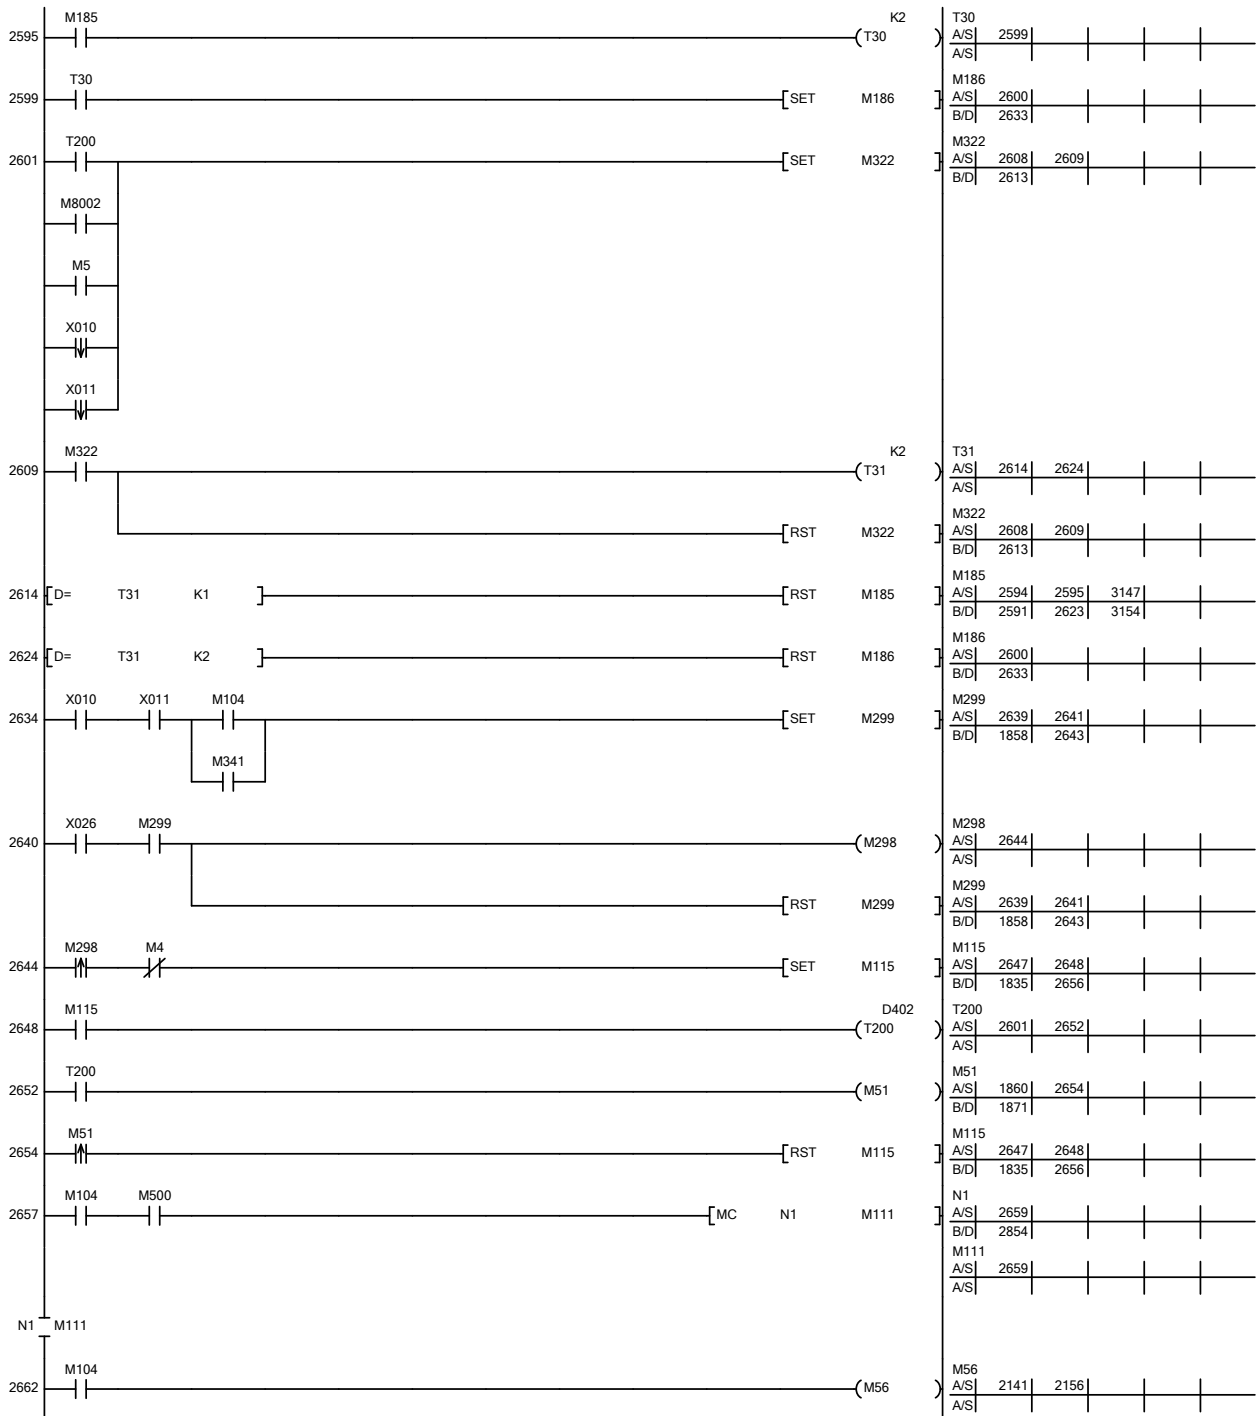 M185 K2 T30
2595 T30 A/S 2599
A/S
T30 M186
2599 SET M186 A/S 2600
B/D 2633
T200 M322
2601 SET M322 A/S 2608 2609
B/D 2613
M8002
M5
X010
X011
M322 K2 T31
2609 T31 A/S 2614 2624
A/S
M322
RST M322 A/S 2608 2609
B/D 2613
M185
2614 D= T31 K1 RST M185 A/S 2594 2595 3147
B/D 2591 2623 3154
M186
2624 D= T31 K2 RST M186 A/S 2600
B/D 2633
X010 X011 M104 M299
2634 SET M299 A/S 2639 2641
B/D 1858 2643
M341
X026 M299 M298
2640 M298 A/S 2644
A/S
M299
RST M299 A/S 2639 2641
B/D 1858 2643
M298 M4 M115
2644 SET M115 A/S 2647 2648
B/D 1835 2656
M115 D402 T200
2648 T200 A/S 2601 2652
A/S
T200 M51
2652 M51 A/S 1860 2654
B/D 1871
M51 M115
2654 RST M115 A/S 2647 2648
B/D 1835 2656
M104 M500 N1
2657 MC N1 M111 A/S 2659
B/D 2854
M111
A/S 2659
A/S
N1 M111
M104 M56
2662 M56 A/S 2141 2156
A/S